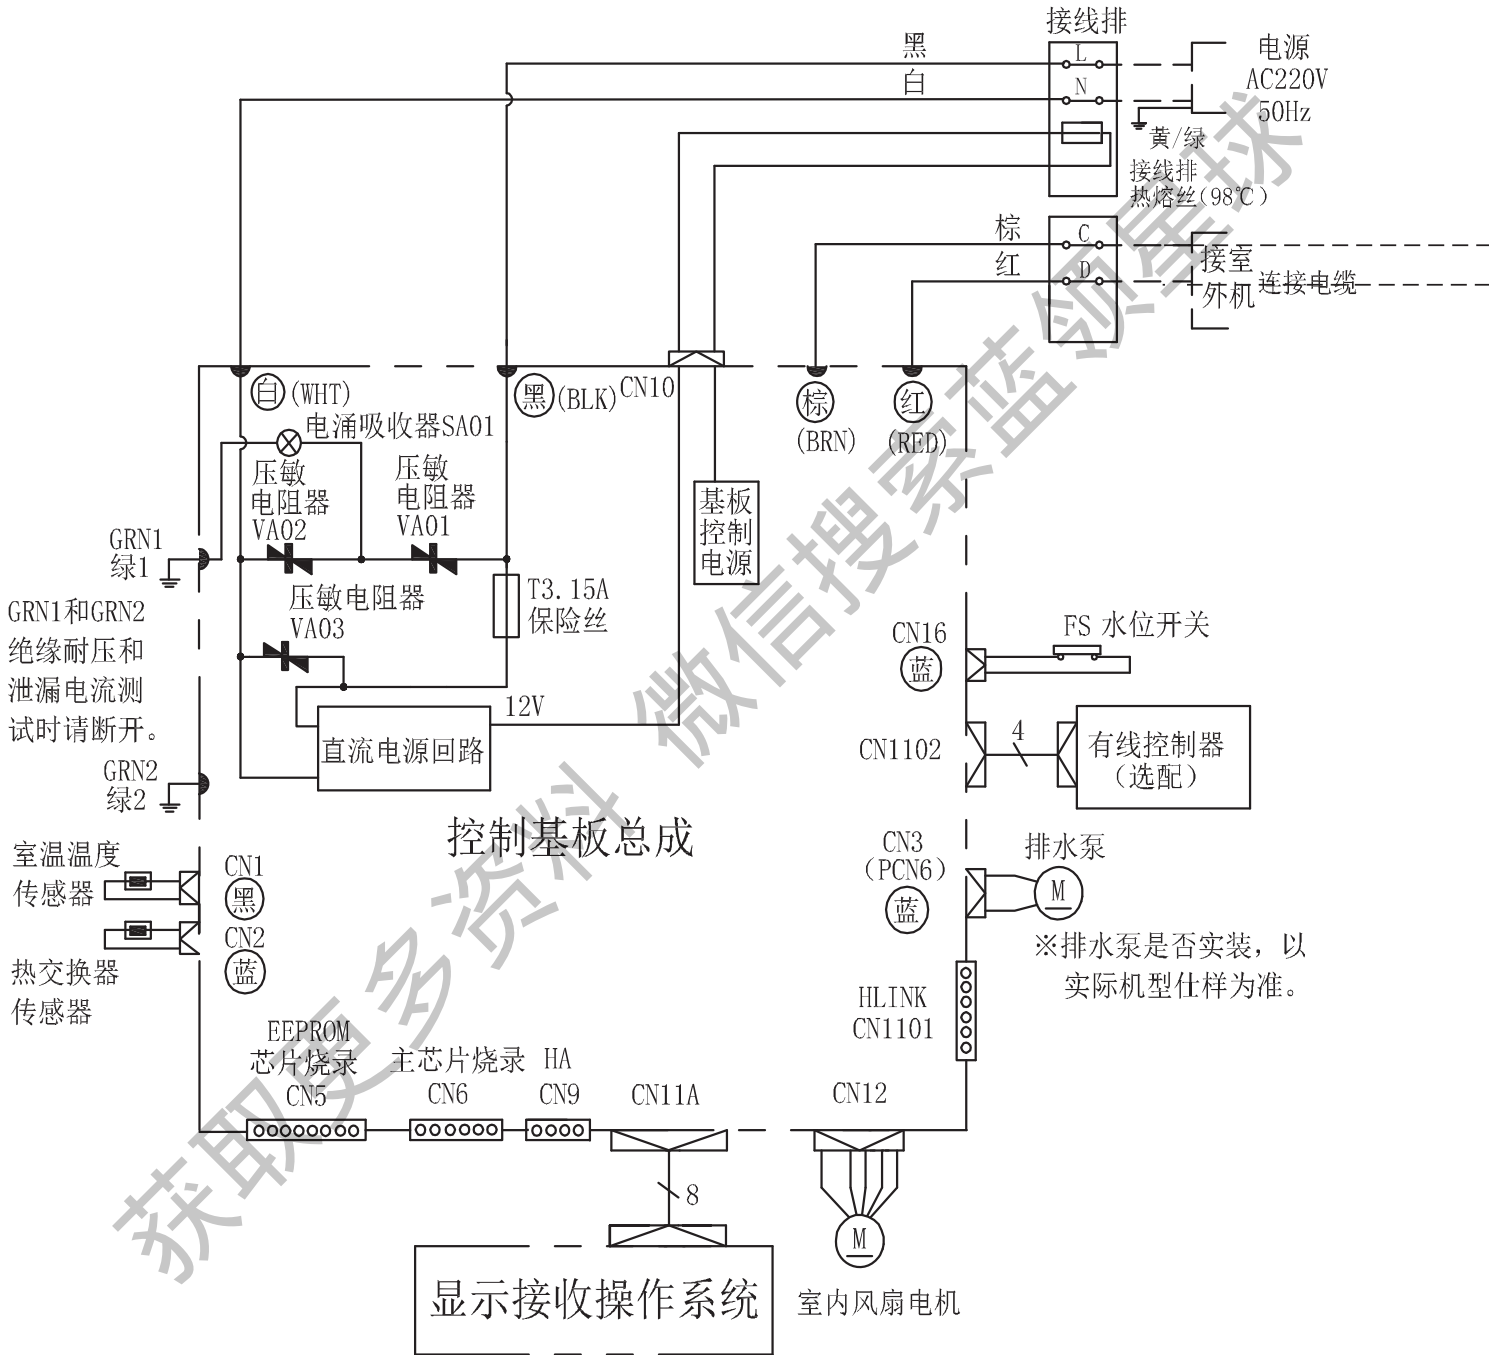 接线排
黑
L
电源
白
N
AC220V
50Hz
黄/绿
接线排
热熔丝(98℃)
棕
C
红
D
接室
外机
连接电缆
白
(WHT)
黑
(BLK)
CN10
棕
(BRN)
红
(RED)
电涌吸收器SA01
压敏
电阻器
VA02
压敏
电阻器
VA01
基板
控制
电源
GRN1
绿1
压敏电阻器
VA03
T3.15A
保险丝
GRN1和GRN2
绝缘耐压和
泄漏电流测
试时请断开。
12V
直流电源回路
GRN2
绿2
控制基板总成
CN16
蓝
FS 水位开关
CN1102
4
有线控制器
(选配)
CN3
(PCN6)
蓝
排水泵
M
※排水泵是否实装，以
实际机型仕样为准。
室温温度
传感器
CN1
黑
CN2
蓝
热交换器
传感器
HLINK
CN1101
EEPROM
芯片烧录
CN5
主芯片烧录
CN6
HA
CN9
CN11A
CN12
8
M
显示接收操作系统
室内风扇电机
获取更多资料 微信搜索蓝领星球